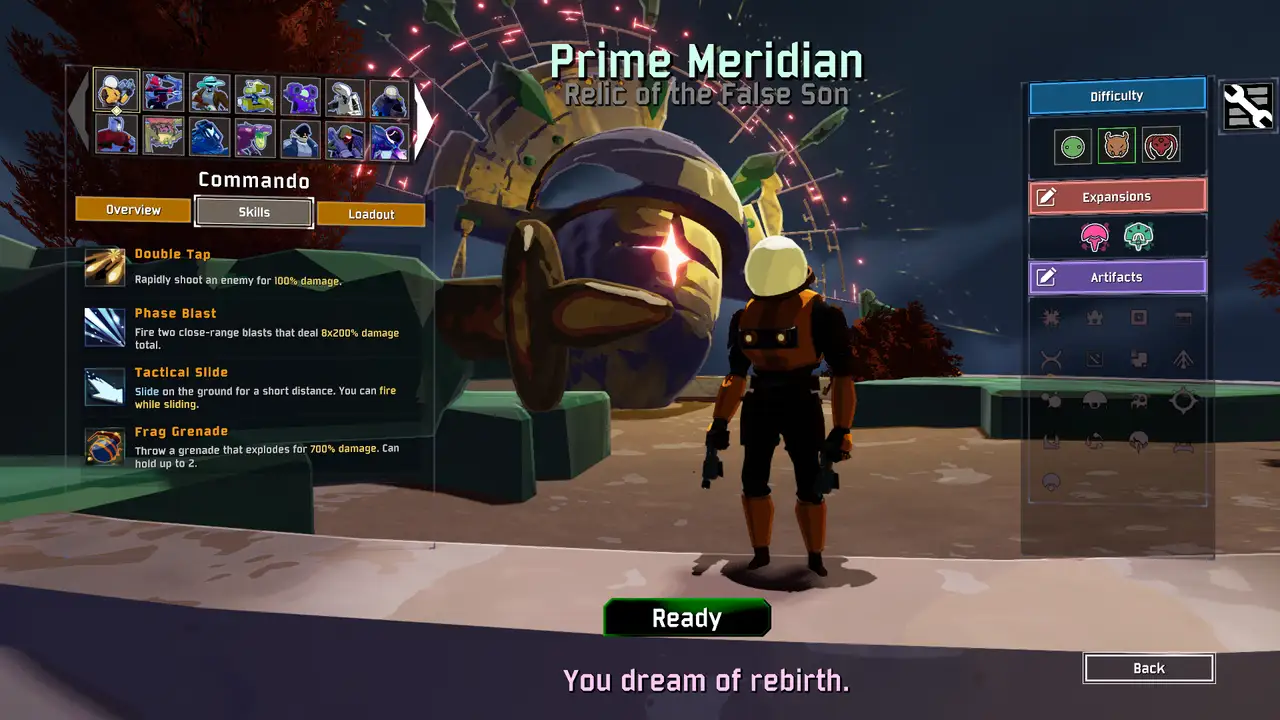 Prime Meridian
Relic of the False Son
Commando
Overview
Skills
Loadout
Double Tap
Rapidly shoot an enemy for 100% damage.
Phase Blast
Fire two close-range blasts that deal 8x200% damage
total.
Tactical Slide
Slide on the ground for a short distance. You can fire
while sliding.
Frag Grenade
Throw a grenade that explodes for 700% damage. Can
hold up to 2.
Difficulty
Expansions
Artifacts
Ready
You dream of rebirth.
Back